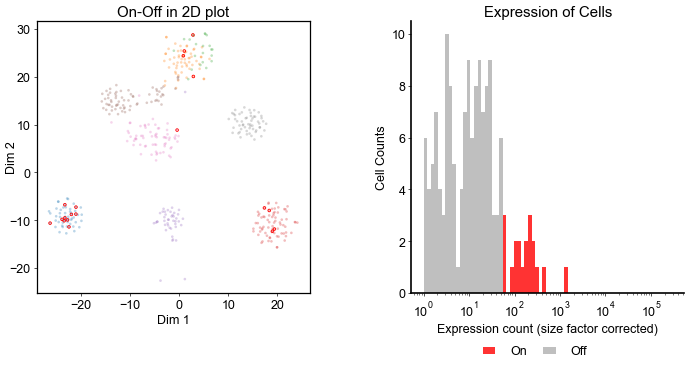 On-Off in 2D plot
30
20
10
0
−10
−20
−20
−10
0
10
20
Dim 1
Dim 2
Expression of Cells
10
8
6
4
2
0
10^0
10^1
10^2
10^3
10^4
10^5
Cell Counts
Expression count (size factor corrected)
On
Off